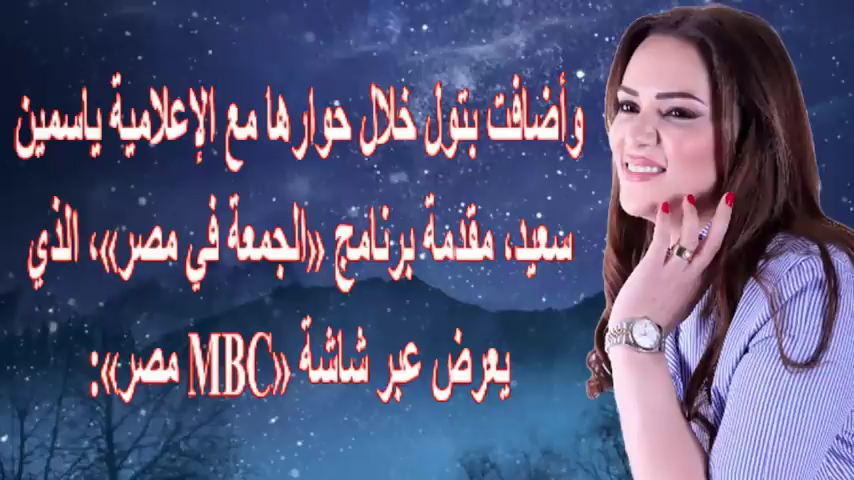 وأضافت بتول خلال حوارها مع الإعلامية ياسمين
سعيد، مقدمة برنامج «الجمعة في مصر»، الذي
يعرض عبر شاشة «MBC مصر»: